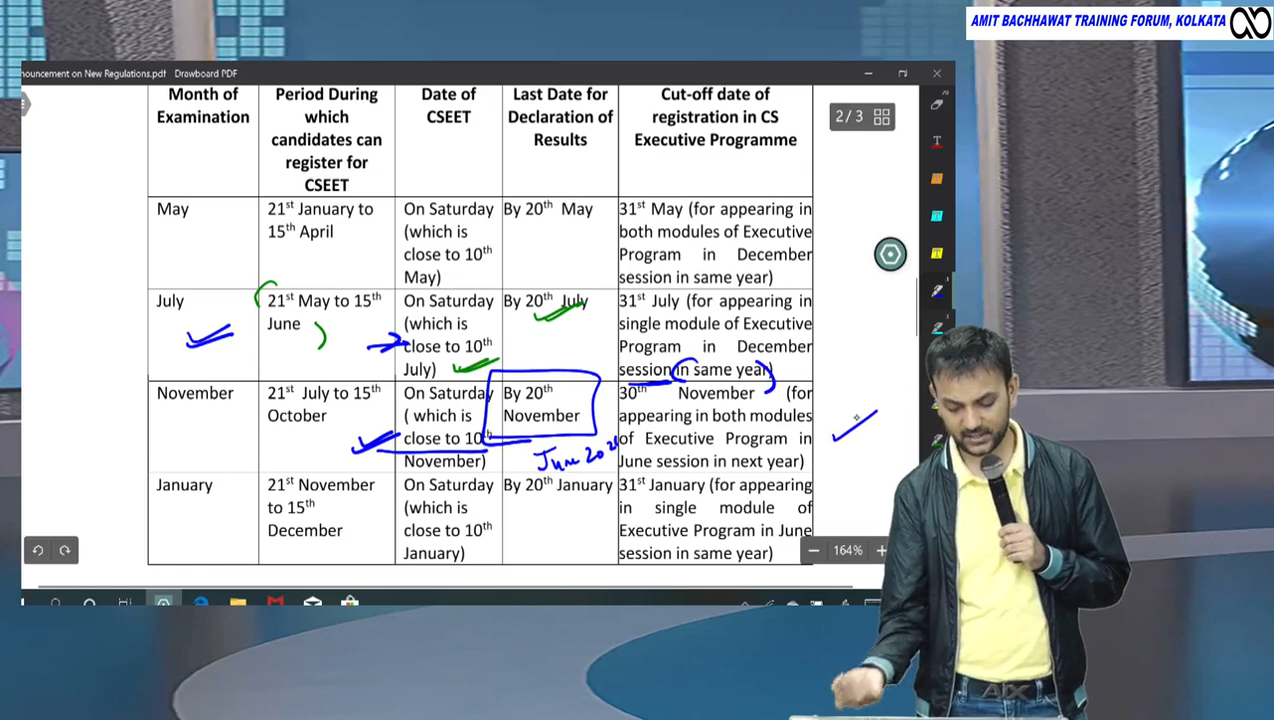 AMIT BACHHAWAT TRAINING FORUM, KOLKATA
nouncement on New Regulations.pdf Drawboard PDF
Month of
Examination
Period During
which
candidates can
register for
CSEET
Date of
CSEET
Last Date for
Declaration of
Results
Cut-off date of
registration in CS
Executive Programme
2/3
May
21st January to
15th April
On Saturday
(which is
close to 10th
May)
By 20th May
31st May (for appearing in
both modules of Executive
Program in December
session in same year)
July
21st May to 15th
June
On Saturday
(which is
close to 10th
July)
By 20th July
31st July (for appearing in
single module of Executive
Program in December
session in same year)
November
21st July to 15th
October
On Saturday
( which is
close to 10th
November)
By 20th
November
June 20
30th November (for
appearing in both modules
of Executive Program in
June session in next year)
January
21st November
to 15th
December
On Saturday
(which is
close to 10th
January)
By 20th January
31st January (for appearing
in single module of
Executive Program in June
session in same year)
164%